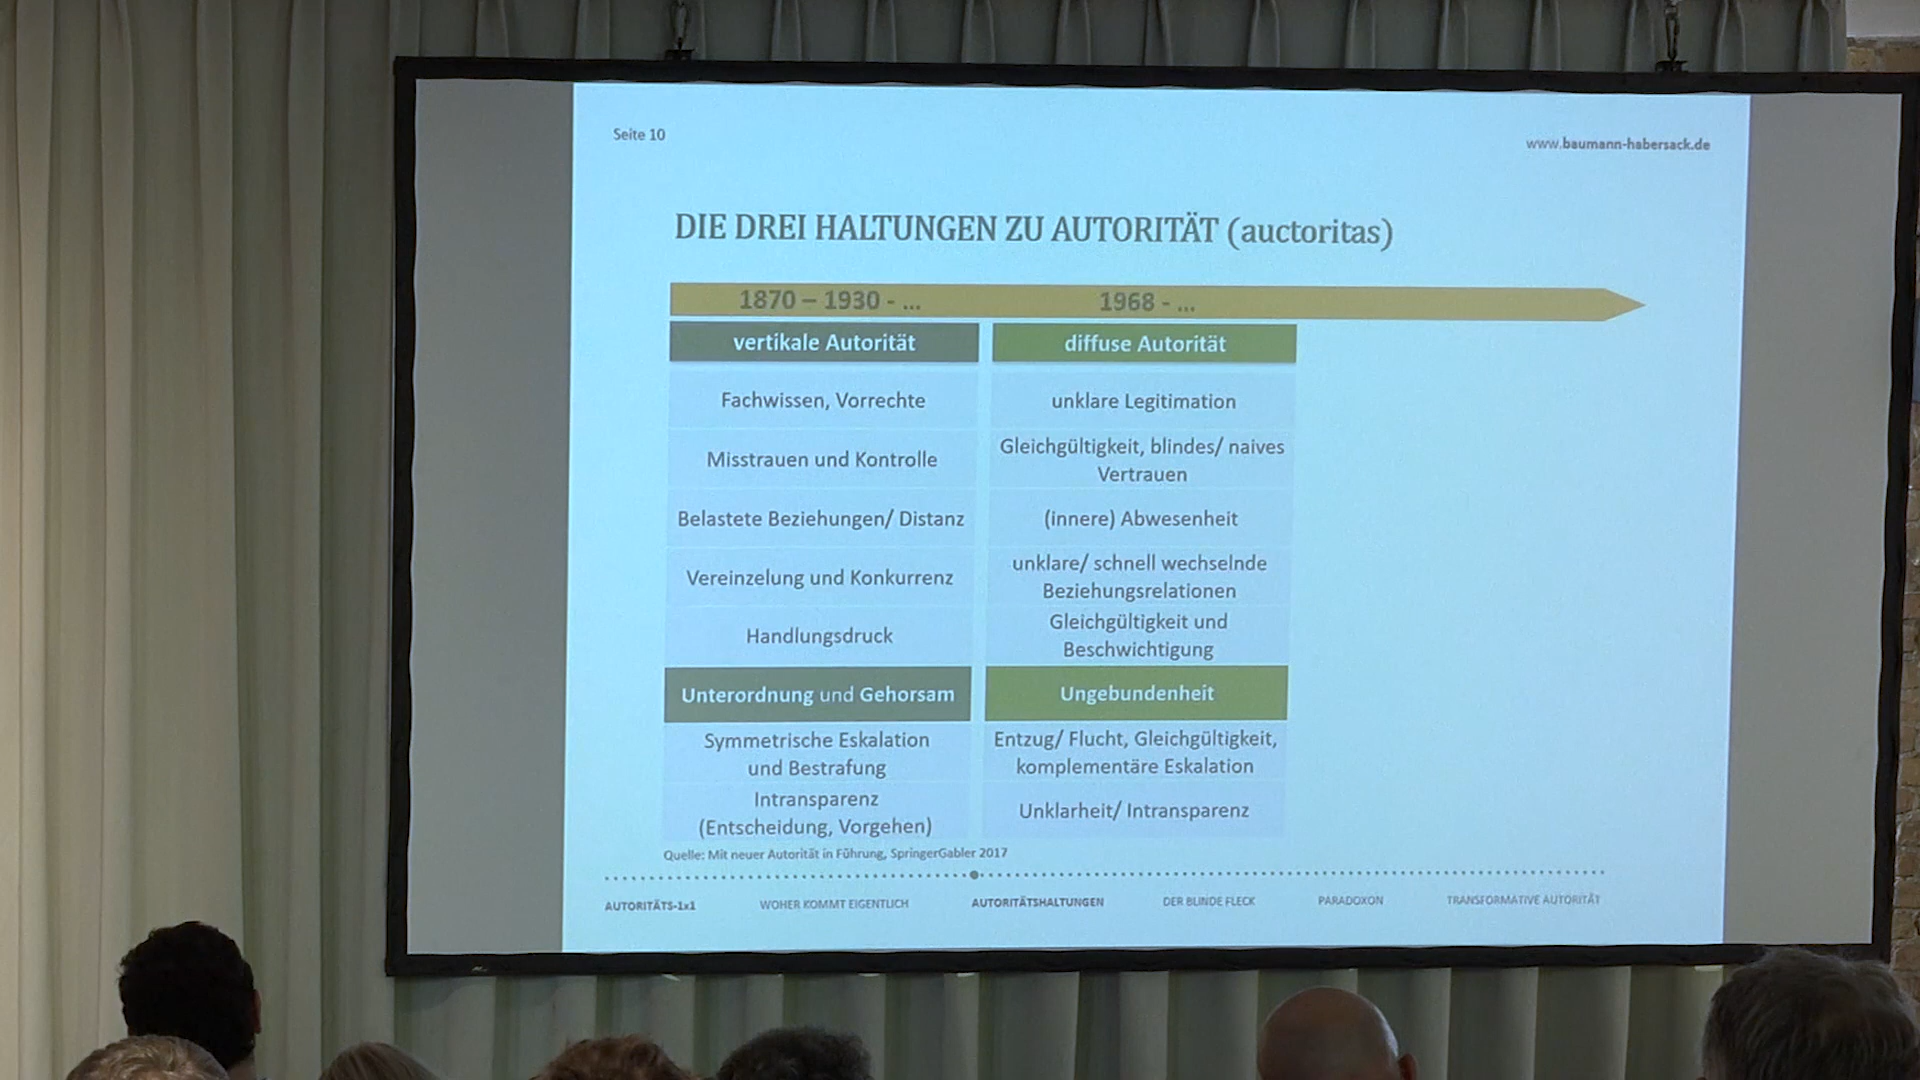 Seite 10
www.baumann-habersack.de
DIE DREI HALTUNGEN ZU AUTORITÄT (auctoritas)
1870 – 1930 - ...
1968 - ...
vertikale Autorität
diffuse Autorität
Fachwissen, Vorrechte
unklare Legitimation
Misstrauen und Kontrolle
Gleichgültigkeit, blindes/ naives
Vertrauen
Belastete Beziehungen/ Distanz
(innere) Abwesenheit
Vereinzelung und Konkurrenz
unklare/ schnell wechselnde
Beziehungsrelationen
Handlungsdruck
Gleichgültigkeit und
Beschwichtigung
Unterordnung und Gehorsam
Ungebundenheit
Symmetrische Eskalation
und Bestrafung
Entzug/ Flucht, Gleichgültigkeit,
komplementäre Eskalation
Intransparenz
(Entscheidung, Vorgehen)
Unklarheit/ Intransparenz
Quelle: Mit neuer Autorität in Führung, SpringerGabler 2017
AUTORITÄTS-1x1
WOHER KOMMT EIGENTLICH
AUTORITÄTSHALTUNGEN
DER BLINDE FLECK
PARADOXON
TRANSFORMATIVE AUTORITÄT